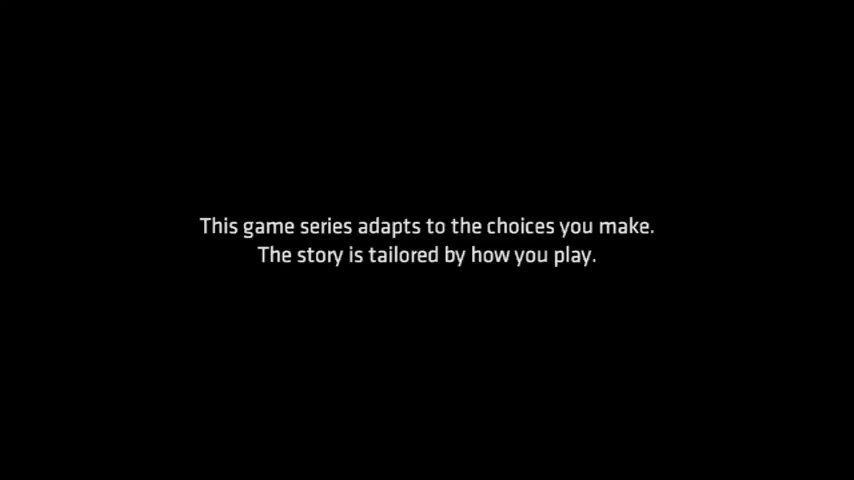 This game series adapts to the choices you make.
The story is tailored by how you play.